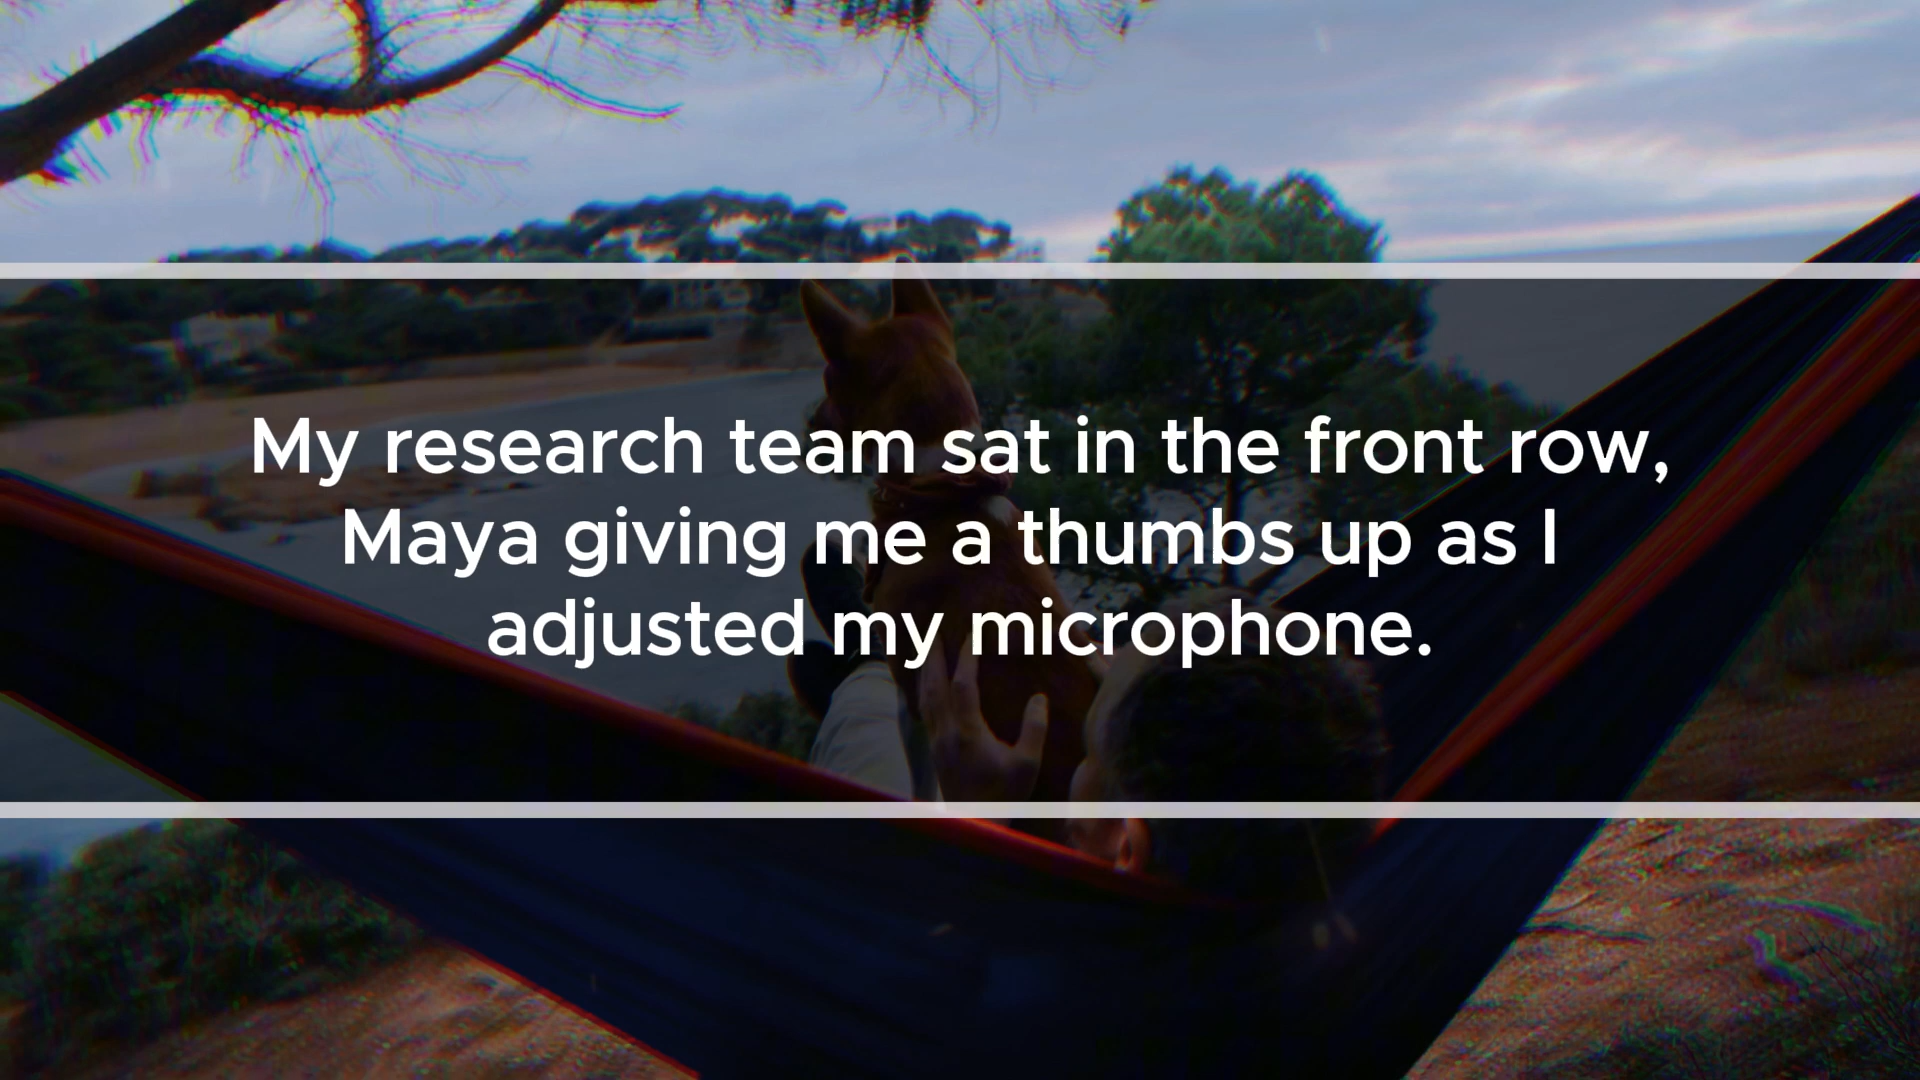 My research team sat in the front row,
Maya giving me a thumbs up as I
adjusted my microphone.